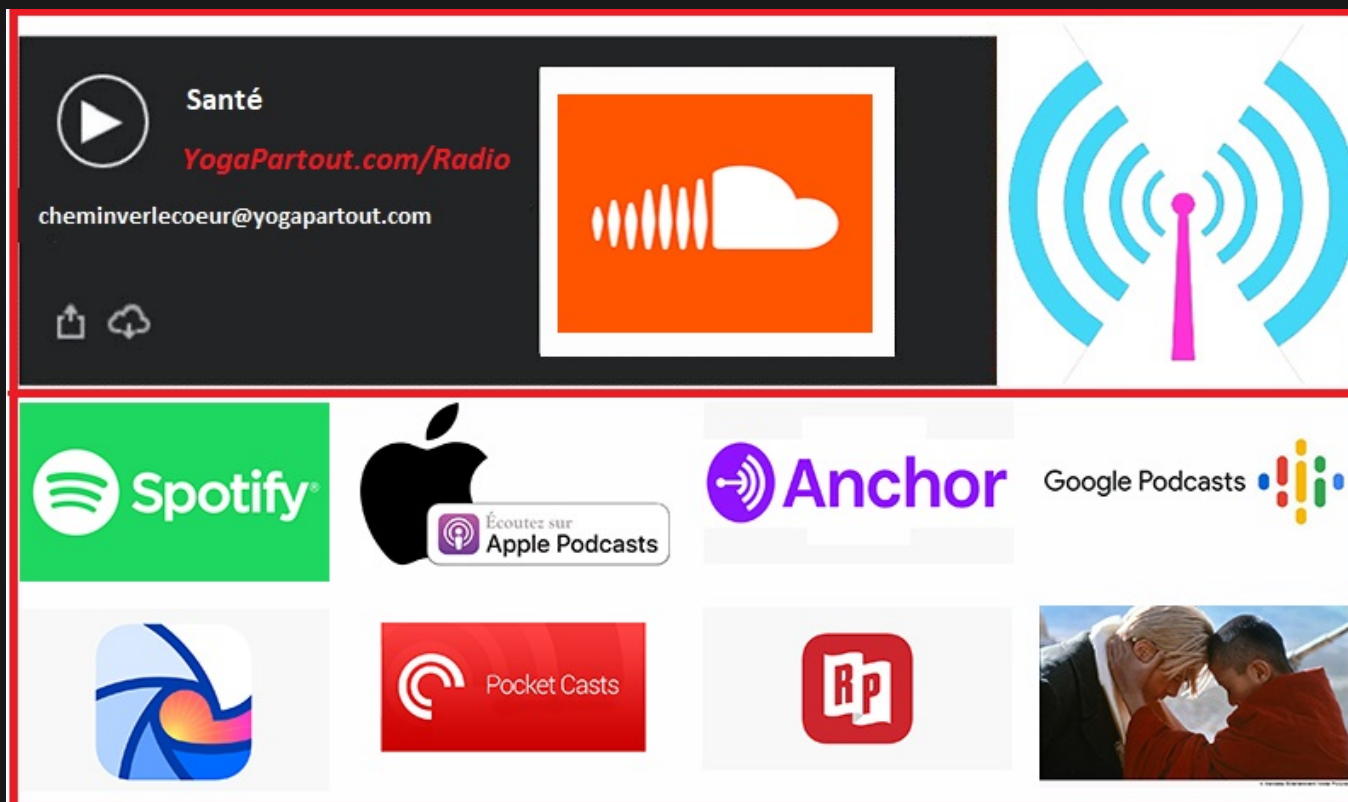 Santé
YogaPartout.com/Radio
cheminverlecoeur@yogapartout.com
Spotify®
Écoutez sur
Apple Podcasts
Anchor
Google Podcasts
Pocket Casts
RP